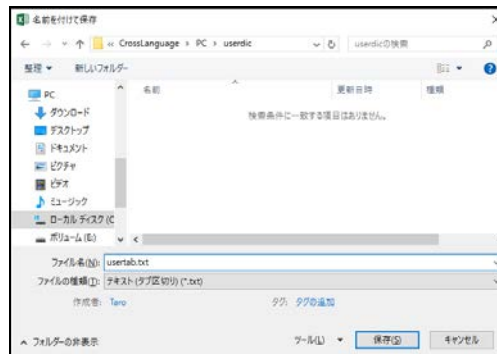 名前を付けて保存
« CrossLanguage › PC › userdic
userdicの検索
整理 新しいフォルダー
名前 更新日時 種類
検索条件に一致する項目はありません。
PC
ダウンロード
デスクトップ
ドキュメント
ピクチャ
ビデオ
ミュージック
ローカル ディスク (C
ボリューム (E:)
ファイル名(N): usertab.txt
ファイルの種類(T): テキスト (タブ区切り) (*.txt)
作成者: Taro タグ: タグの追加
フォルダーの非表示 ツール(L) 保存(S) キャンセル